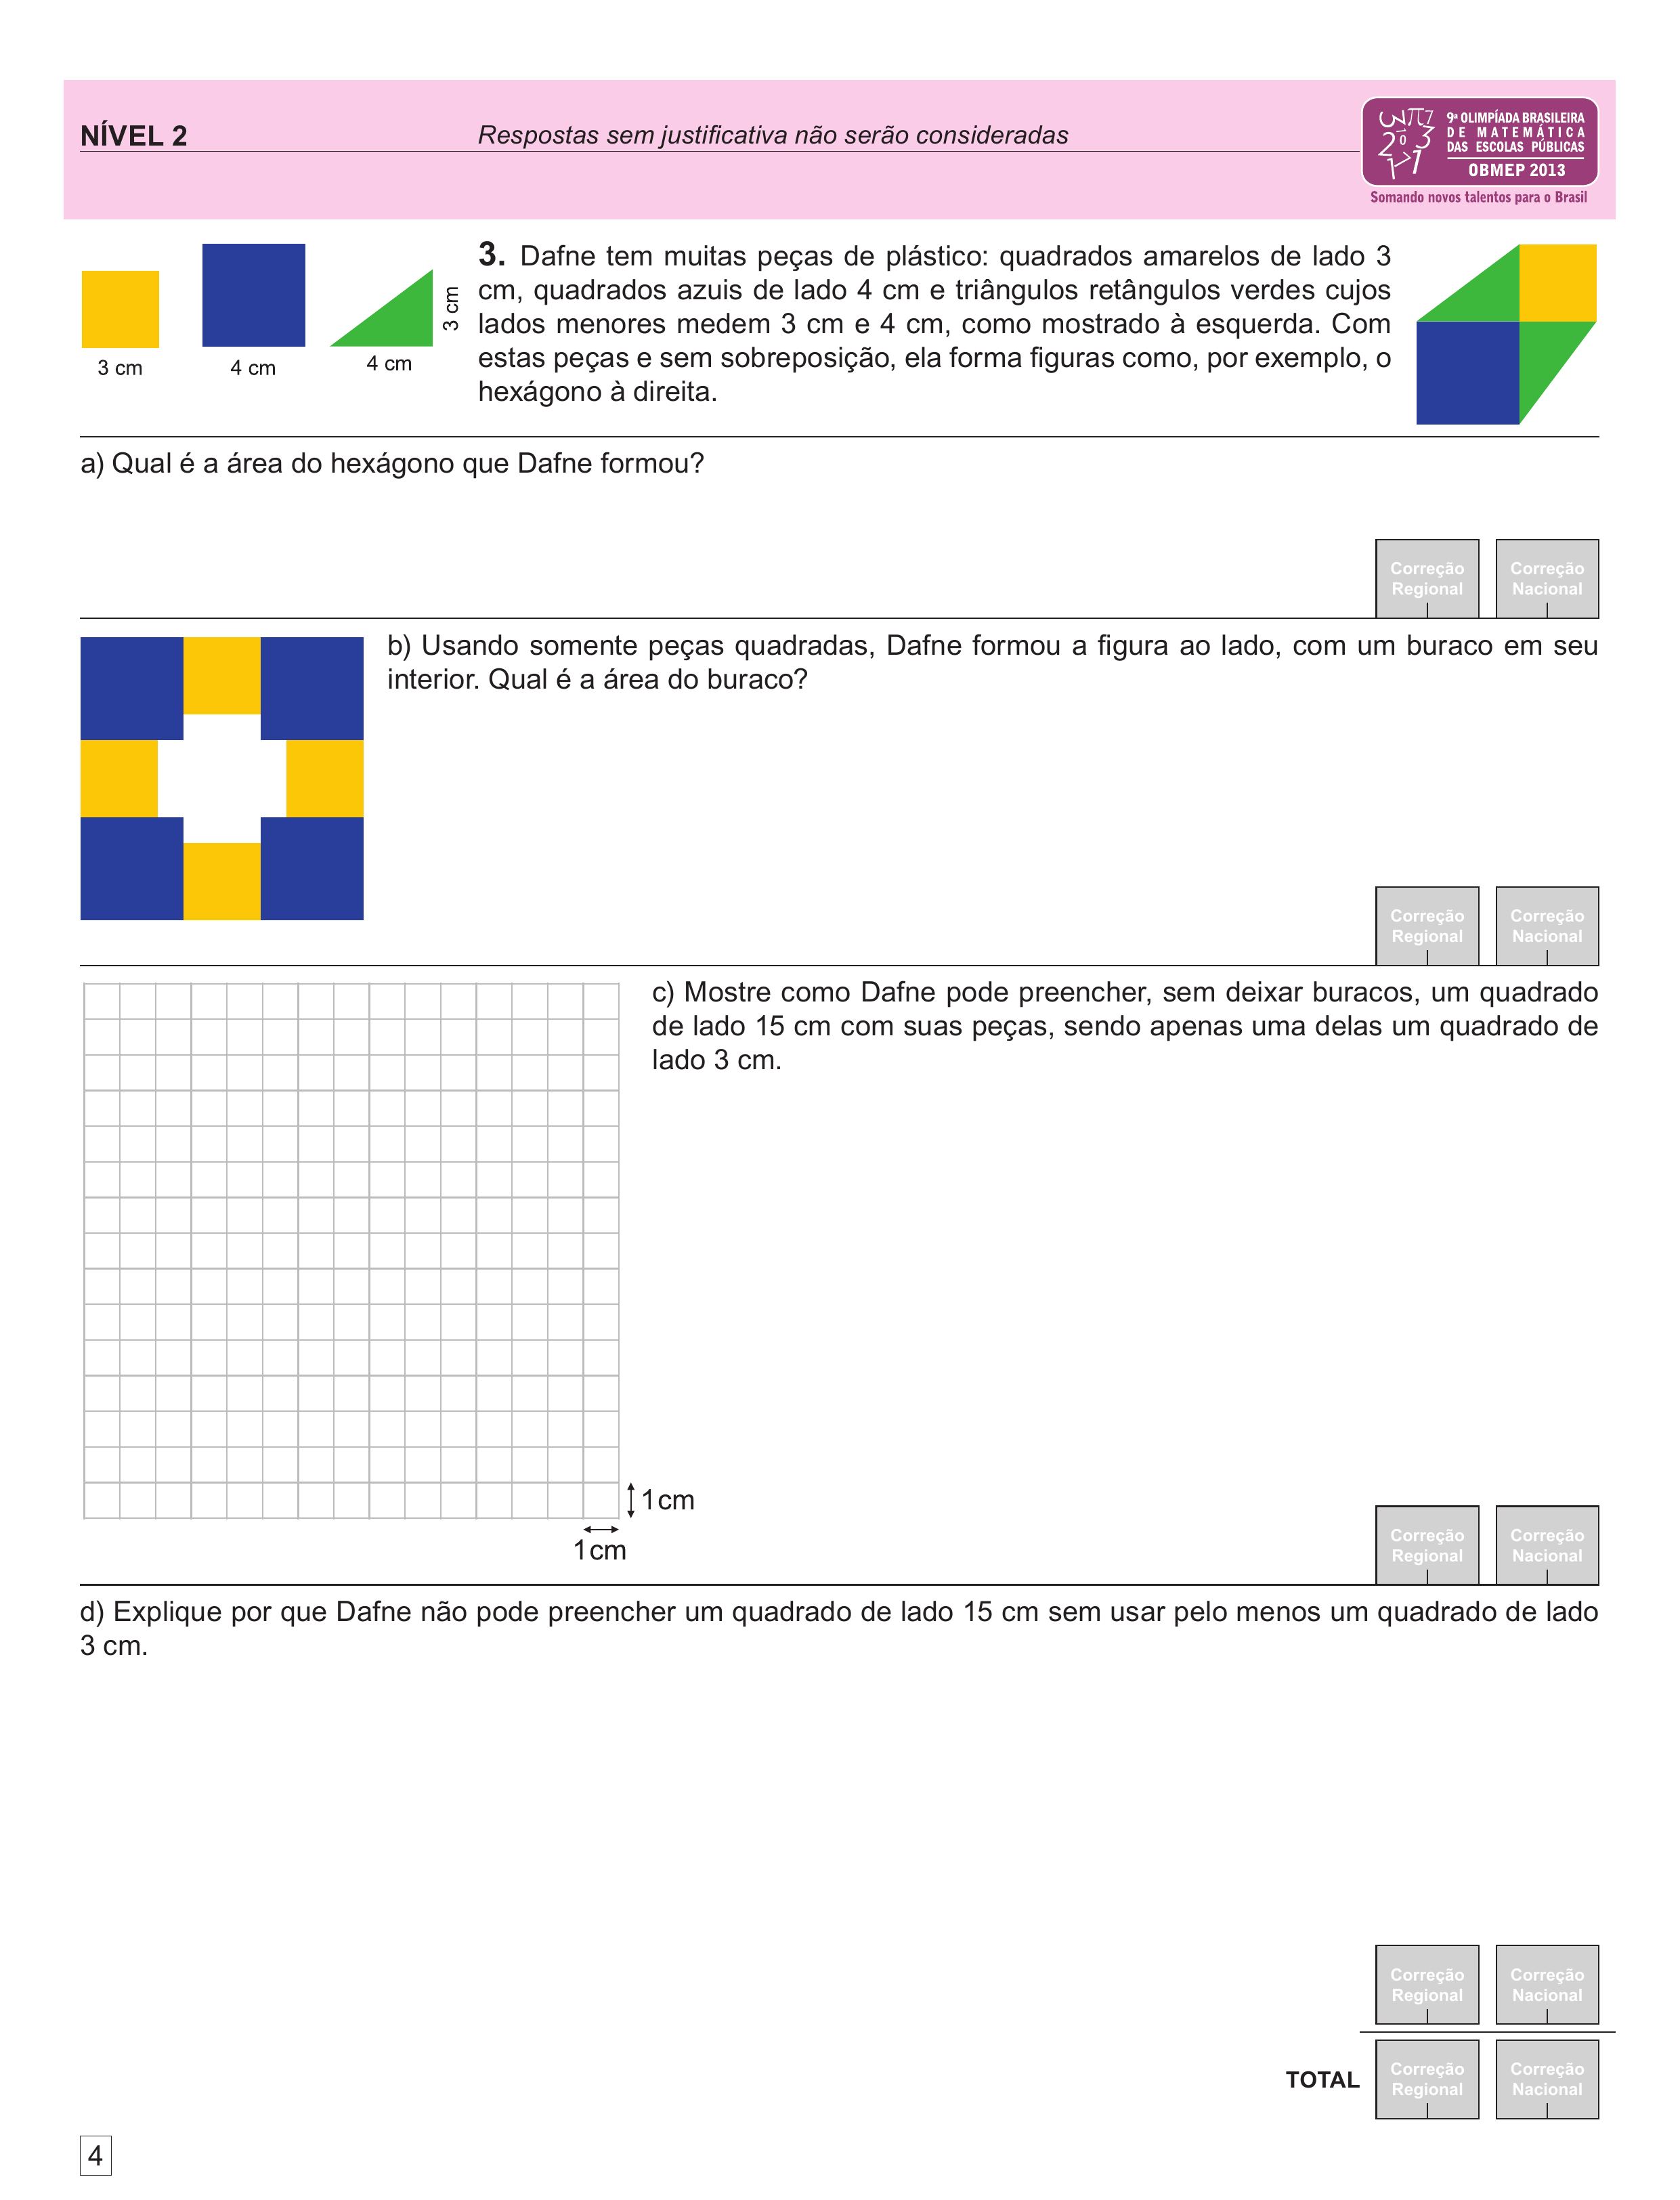 NÍVEL 2
Respostas sem justificativa não serão consideradas
9ª OLIMPÍADA BRASILEIRA
DE MATEMÁTICA
DAS ESCOLAS PÚBLICAS
OBMEP 2013
Somando novos talentos para o Brasil
3 cm
4 cm
4 cm
3 cm
3. Dafne tem muitas peças de plástico: quadrados amarelos de lado 3
cm, quadrados azuis de lado 4 cm e triângulos retângulos verdes cujos
lados menores medem 3 cm e 4 cm, como mostrado à esquerda. Com
estas peças e sem sobreposição, ela forma figuras como, por exemplo, o
hexágono à direita.
a) Qual é a área do hexágono que Dafne formou?
Correção
Regional
Correção
Nacional
b) Usando somente peças quadradas, Dafne formou a figura ao lado, com um buraco em seu
interior. Qual é a área do buraco?
Correção
Regional
Correção
Nacional
c) Mostre como Dafne pode preencher, sem deixar buracos, um quadrado
de lado 15 cm com suas peças, sendo apenas uma delas um quadrado de
lado 3 cm.
1cm
1cm
Correção
Regional
Correção
Nacional
d) Explique por que Dafne não pode preencher um quadrado de lado 15 cm sem usar pelo menos um quadrado de lado
3 cm.
Correção
Regional
Correção
Nacional
TOTAL
Correção
Regional
Correção
Nacional
4